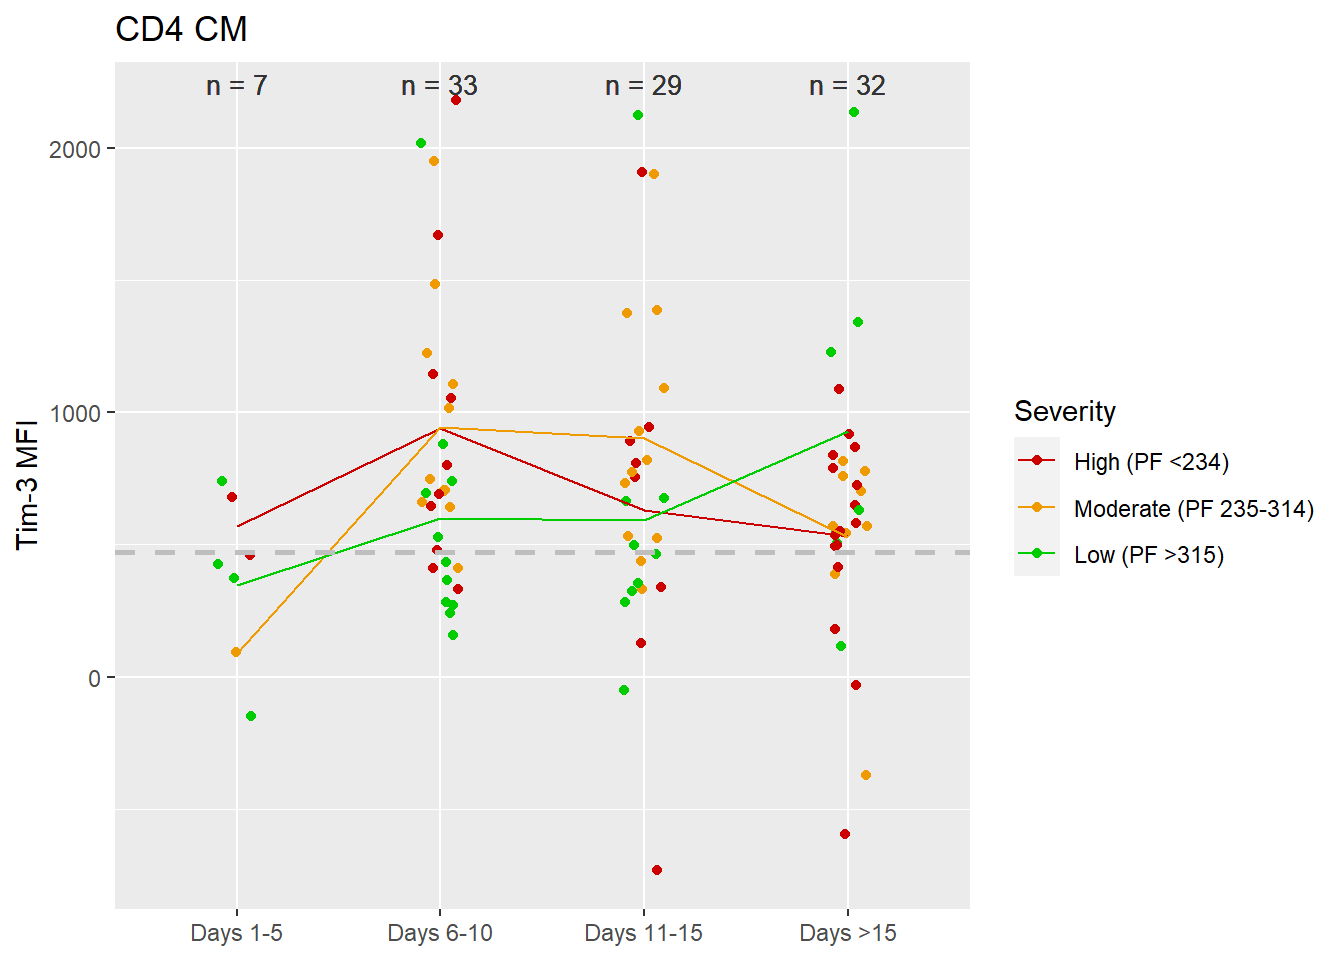 CD4 CM
n = 7
n = 33
n = 29
n = 32
2000
1000
0
Tim-3 MFI
Days 1-5
Days 6-10
Days 11-15
Days >15
Severity
High (PF <234)
Moderate (PF 235-314)
Low (PF >315)